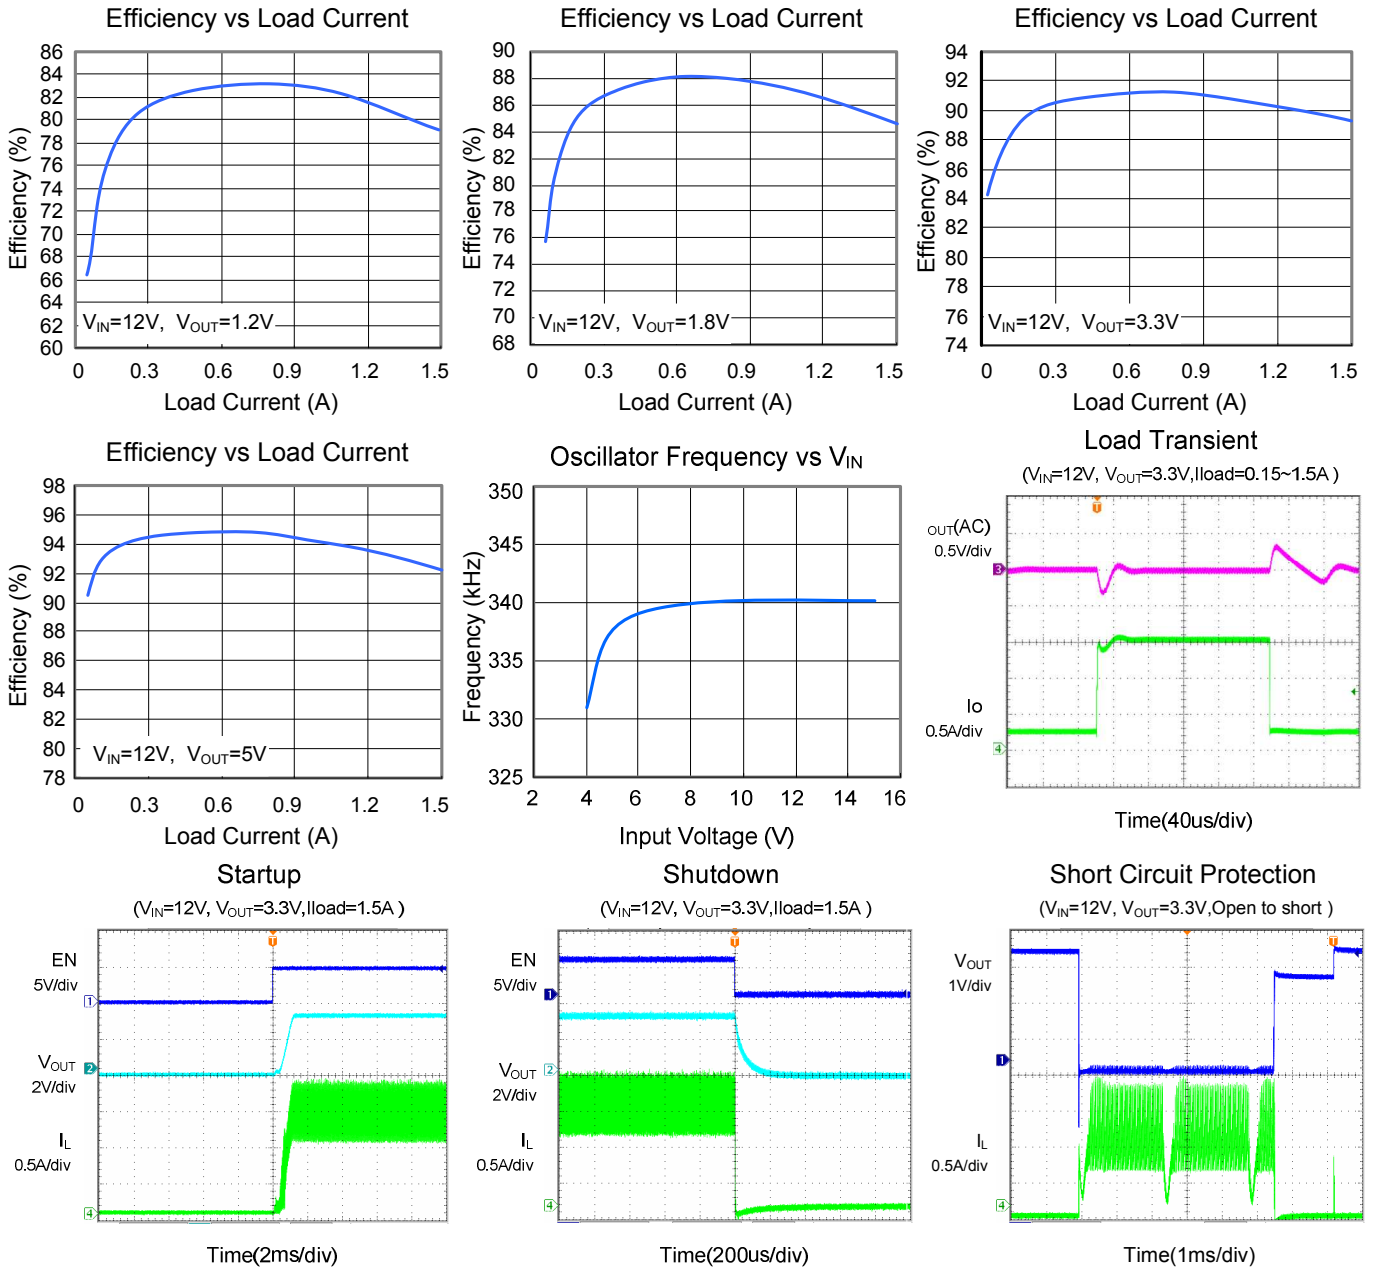 Efficiency vs Load Current
Efficiency (%)
86
84
82
80
78
76
74
72
70
68
66
64
62
60
VIN=12V, VOUT=1.2V
0 0.3 0.6 0.9 1.2 1.5
Load Current (A)
Efficiency vs Load Current
Efficiency (%)
90
88
86
84
82
80
78
76
74
72
70
68
VIN=12V, VOUT=1.8V
0 0.3 0.6 0.9 1.2 1.5
Load Current (A)
Efficiency vs Load Current
Efficiency (%)
94
92
90
88
86
84
82
80
78
76
74
VIN=12V, VOUT=3.3V
0 0.3 0.6 0.9 1.2 1.5
Load Current (A)
Efficiency vs Load Current
Efficiency (%)
98
96
94
92
90
88
86
84
82
80
78
VIN=12V, VOUT=5V
0 0.3 0.6 0.9 1.2 1.5
Load Current (A)
Oscillator Frequency vs VIN
Frequency (kHz)
350
345
340
335
330
325
2 4 6 8 10 12 14 16
Input Voltage (V)
Load Transient
(VIN=12V, VOUT=3.3V,Iload=0.15~1.5A )
T
OUT(AC)
0.5V/div
3
Io
0.5A/div
4
Time(40us/div)
Startup
(VIN=12V, VOUT=3.3V,Iload=1.5A )
T
EN
5V/div
1
VOUT
2
2V/div
IL
0.5A/div
4
Time(2ms/div)
Shutdown
(VIN=12V, VOUT=3.3V,Iload=1.5A )
T
EN
5V/div
1
VOUT
2
2V/div
IL
0.5A/div
4
Time(200us/div)
Short Circuit Protection
(VIN=12V, VOUT=3.3V,Open to short )
T
VOUT
1V/div
1
IL
0.5A/div
4
Time(1ms/div)